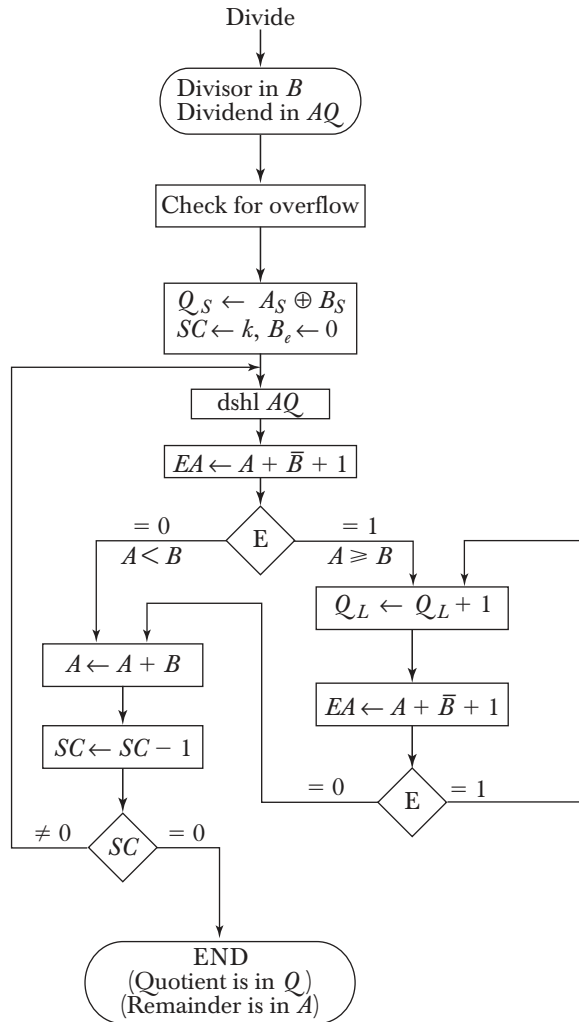 Divide
Divisor in B
Dividend in AQ
Check for overflow
Q_S ← A_S ⊕ B_S
SC ← k, B_e ← 0
dshl AQ
EA ← A + B̅ + 1
= 0
A < B
E
= 1
A ⩾ B
Q_L ← Q_L + 1
A ← A + B
EA ← A + B̅ + 1
SC ← SC − 1
= 0
E
= 1
≠ 0
SC
= 0
END
(Quotient is in Q)
(Remainder is in A)